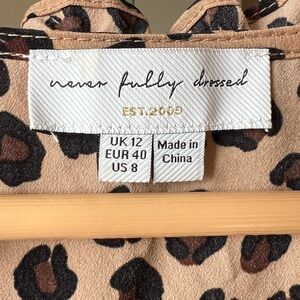 never fully dressed
EST.2009
UK 12
EUR 40
US 8
Made in
China